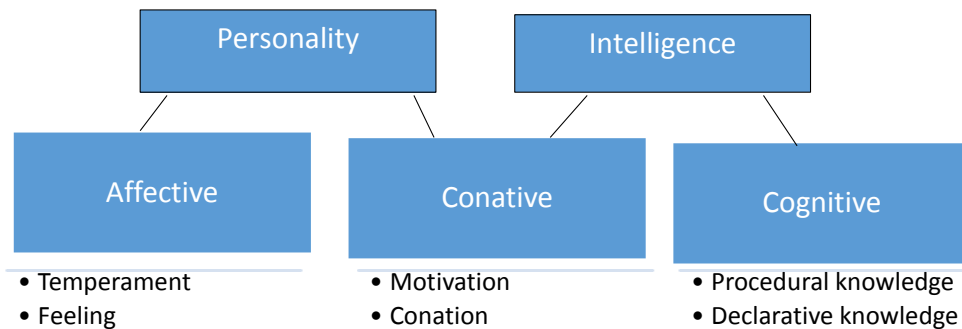 Personality
Intelligence
Affective
Conative
Cognitive
• Temperament
• Feeling
• Motivation
• Conation
• Procedural knowledge
• Declarative knowledge